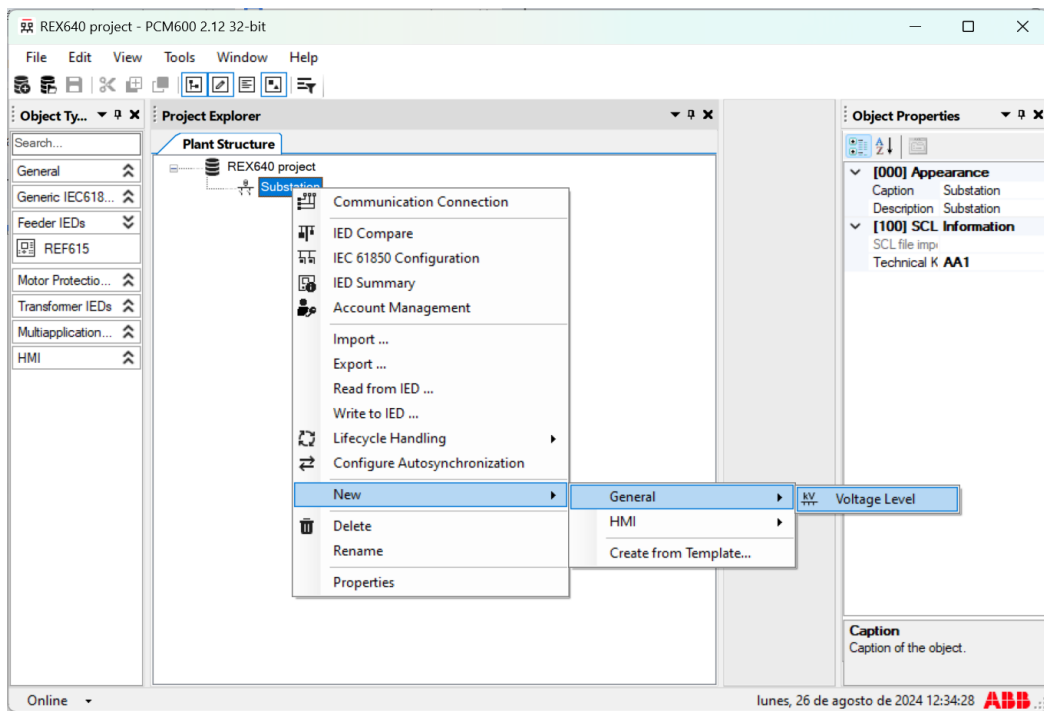 REX640 project - PCM600 2.12 32-bit
File Edit View Tools Window Help
Object Ty...
Search...
General
Generic IEC618...
Feeder IEDs
REF615
Motor Protectio...
Transformer IEDs
Multiapplication...
HMI
Project Explorer
Plant Structure
REX640 project
Substation
Communication Connection
IED Compare
IEC 61850 Configuration
IED Summary
Account Management
Import ...
Export ...
Read from IED ...
Write to IED ...
Lifecycle Handling
Configure Autosynchronization
New
Delete
Rename
Properties
General
HMI
Create from Template...
kV Voltage Level
Object Properties
[000] Appearance
Caption Substation
Description Substation
[100] SCL Information
SCL file imp
Technical K AA1
Caption
Caption of the object.
Online
lunes, 26 de agosto de 2024 12:34:28 ABB